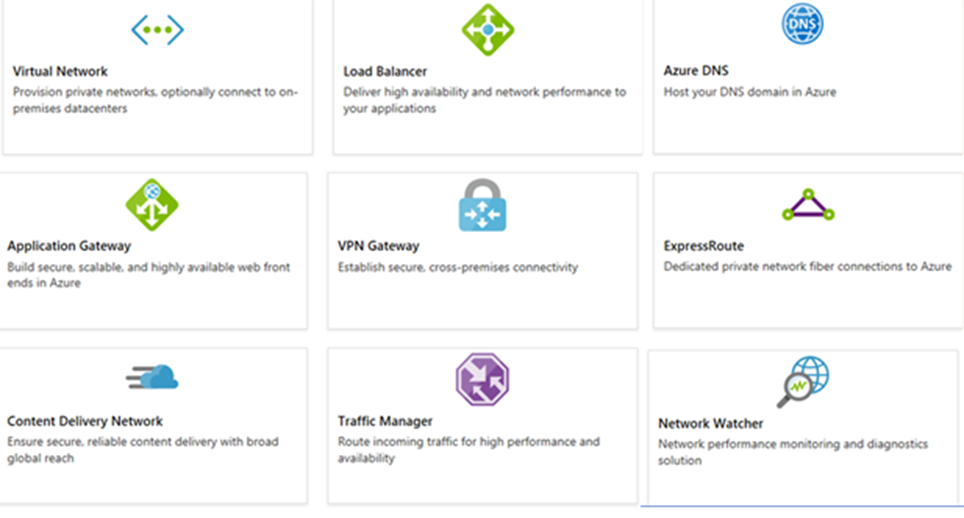 Virtual Network
Provision private networks, optionally connect to on-
premises datacenters
Load Balancer
Deliver high availability and network performance to
your applications
DNS
Azure DNS
Host your DNS domain in Azure
Application Gateway
Build secure, scalable, and highly available web front
ends in Azure
VPN Gateway
Establish secure, cross-premises connectivity
ExpressRoute
Dedicated private network fiber connections to Azure
Content Delivery Network
Ensure secure, reliable content delivery with broad
global reach
Traffic Manager
Route incoming traffic for high performance and
availability
Network Watcher
Network performance monitoring and diagnostics
solution